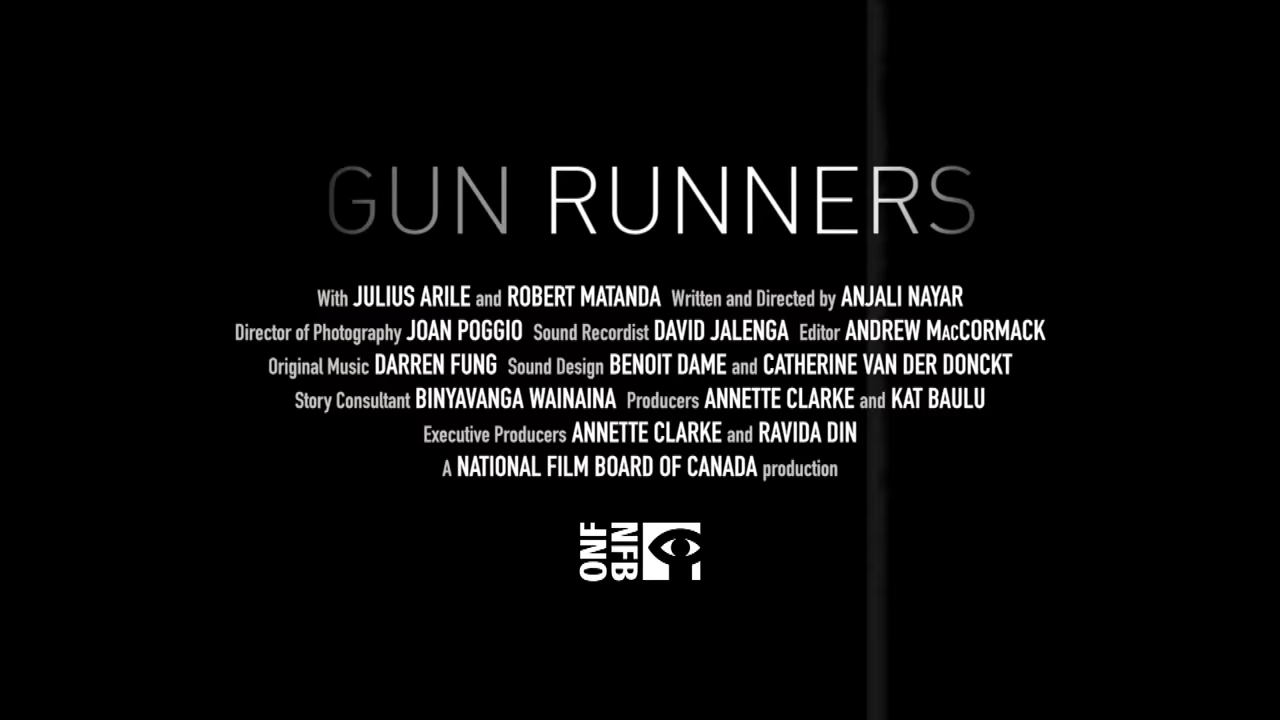 GUN RUNNERS
With JULIUS ARILE and ROBERT MATANDA Written and Directed by ANJALI NAYAR
Director of Photography JOAN POGGIO Sound Recordist DAVID JALENGA Editor ANDREW MACCORMACK
Original Music DARREN FUNG Sound Design BENOIT DAME and CATHERINE VAN DER DONCKT
Story Consultant BINYAVANGA WAINAINA Producers ANNETTE CLARKE and KAT BAULU
Executive Producers ANNETTE CLARKE and RAVIDA DIN
A NATIONAL FILM BOARD OF CANADA production
ONF
NFB